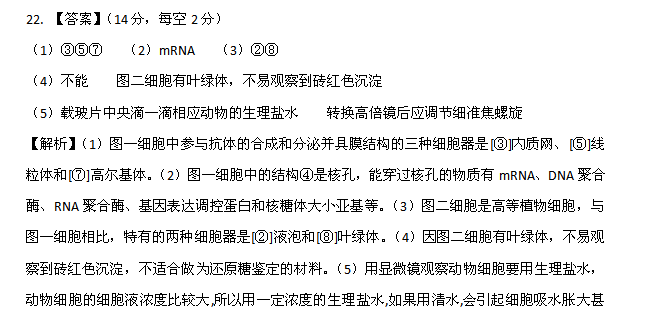 22. 【答案】(14分，每空2分)
（1）③⑤⑦ （2）mRNA （3）②⑧
（4）不能 图二细胞有叶绿体，不易观察到砖红色沉淀
（5）载玻片中央滴一滴相应动物的生理盐水 转换高倍镜后应调节细准焦螺旋
【解析】（1）图一细胞中参与抗体的合成和分泌并具膜结构的三种细胞器是[③]内质网、[⑤]线
粒体和[⑦]高尔基体。（2）图一细胞中的结构④是核孔，能穿过核孔的物质有 mRNA、DNA 聚合
酶、RNA 聚合酶、基因表达调控蛋白和核糖体大小亚基等。（3）图二细胞是高等植物细胞，与
图一细胞相比，特有的两种细胞器是[②]液泡和[⑧]叶绿体。（4）因图二细胞有叶绿体，不易观
察到砖红色沉淀，不适合做为还原糖鉴定的材料。（5）用显微镜观察动物细胞要用生理盐水，
动物细胞的细胞液浓度比较大,所以用一定浓度的生理盐水,如果用清水,会引起细胞吸水胀大甚